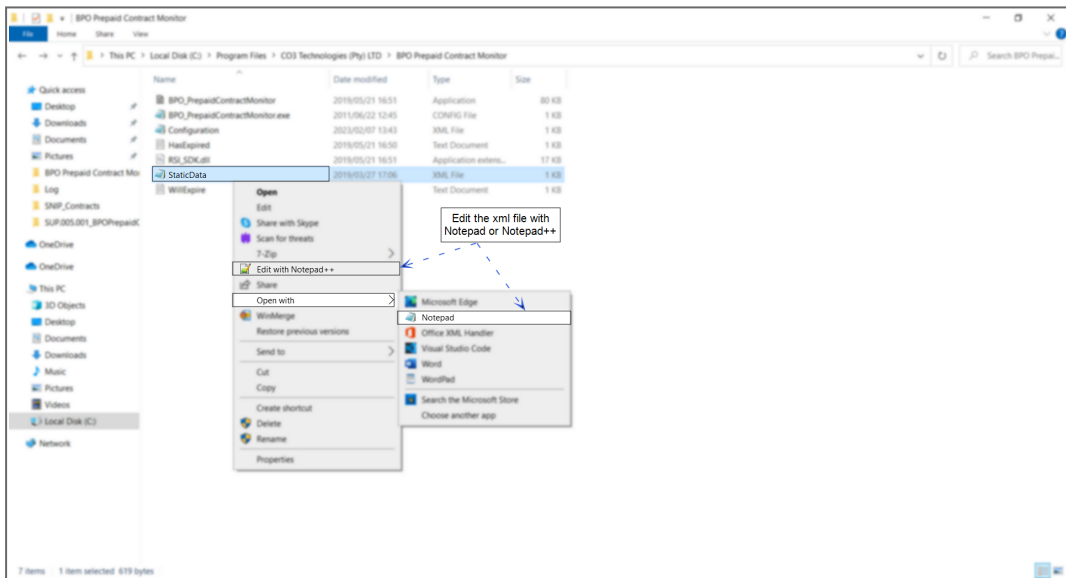 BPO Prepaid Contract Monitor
File Home Share View
This PC > Local Disk (C:) > Program Files > CO3 Technologies (Pty) LTD > BPO Prepaid Contract Monitor
Search BPO Prepai...
Name Date modified Type Size
Quick access
Desktop
Downloads
Documents
Pictures
BPO Prepaid Contract Mo
Log
SNIP_Contracts
SUP.005.001_BPOPrepaidC
OneDrive
OneDrive
This PC
3D Objects
Desktop
Documents
Downloads
Music
Pictures
Videos
Local Disk (C:)
Network
BPO_PrepaidContractMonitor 2019/05/21 16:51 Application 80 KB
BPO_PrepaidContractMonitor.exe 2011/06/22 12:45 CONFIG File 1 KB
Configuration 2023/02/07 13:43 XML File 1 KB
HasExpired 2019/05/21 16:50 Text Document 1 KB
RSI_SDK.dll 2019/05/21 16:51 Application extens... 17 KB
StaticData 2019/03/27 17:06 XML File 1 KB
WillExpire Text Document 1 KB
Open
Edit
Share with Skype
Scan for threats
7-Zip >
Edit with Notepad++
Share
Open with >
WinMerge
Restore previous versions
Send to >
Cut
Copy
Create shortcut
Delete
Rename
Properties
Edit the xml file with
Notepad or Notepad++
Microsoft Edge
Notepad
Office XML Handler
Visual Studio Code
Word
WordPad
Search the Microsoft Store
Choose another app
7 items 1 item selected 619 bytes